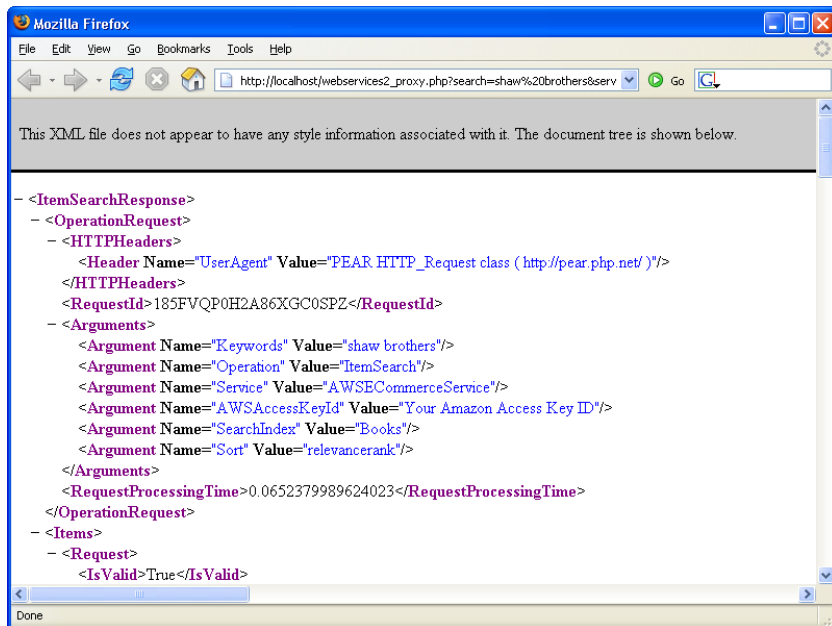 Mozilla Firefox
File Edit View Go Bookmarks Tools Help
http://localhost/webservices2_proxy.php?search=shaw%20brothers&serv Go G
This XML file does not appear to have any style information associated with it. The document tree is shown below.
− <ItemSearchResponse>
− <OperationRequest>
− <HTTPHeaders>
<Header Name="UserAgent" Value="PEAR HTTP_Request class ( http://pear.php.net/ )"/>
</HTTPHeaders>
<RequestId>185FVQP0H2A86XGC0SPZ</RequestId>
− <Arguments>
<Argument Name="Keywords" Value="shaw brothers"/>
<Argument Name="Operation" Value="ItemSearch"/>
<Argument Name="Service" Value="AWSECommerceService"/>
<Argument Name="AWSAccessKeyId" Value="Your Amazon Access Key ID"/>
<Argument Name="SearchIndex" Value="Books"/>
<Argument Name="Sort" Value="relevancerank"/>
</Arguments>
<RequestProcessingTime>0.0652379989624023</RequestProcessingTime>
</OperationRequest>
− <Items>
− <Request>
<IsValid>True</IsValid>
Done